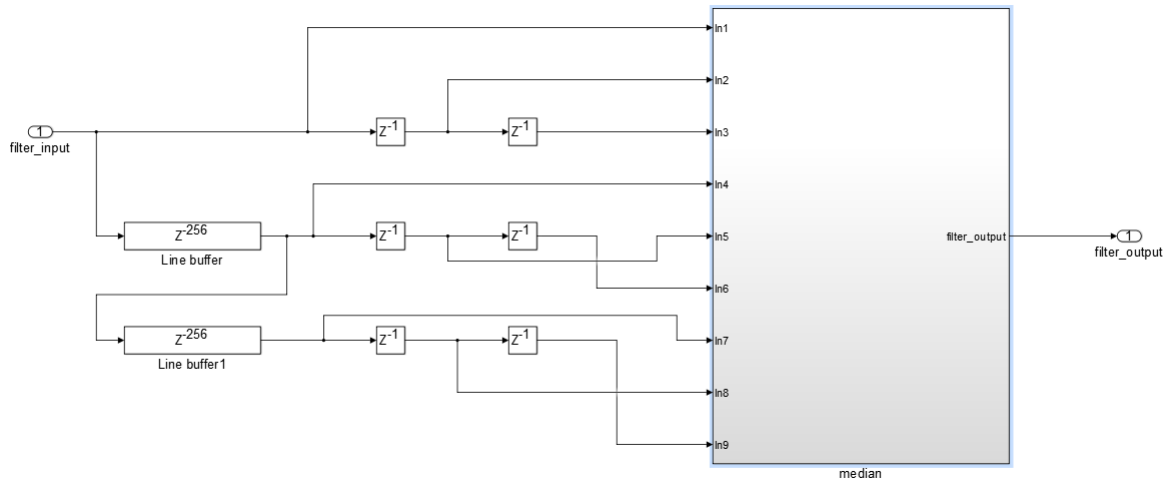 In1
In2
1
Z-1
Z-1
In3
filter_input
In4
Z-256
Z-1
Z-1
In5
filter_output
1
Line buffer
filter_output
In6
Z-256
Z-1
Z-1
In7
Line buffer1
In8
In9
median